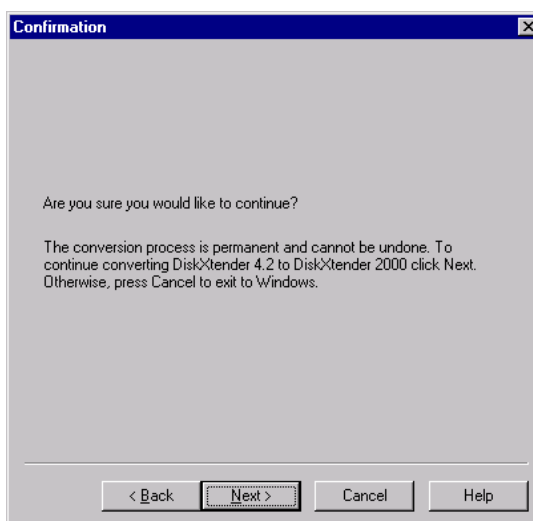 Confirmation
Are you sure you would like to continue?
The conversion process is permanent and cannot be undone. To
continue converting DiskXtender 4.2 to DiskXtender 2000 click Next.
Otherwise, press Cancel to exit to Windows.
< Back Next > Cancel Help